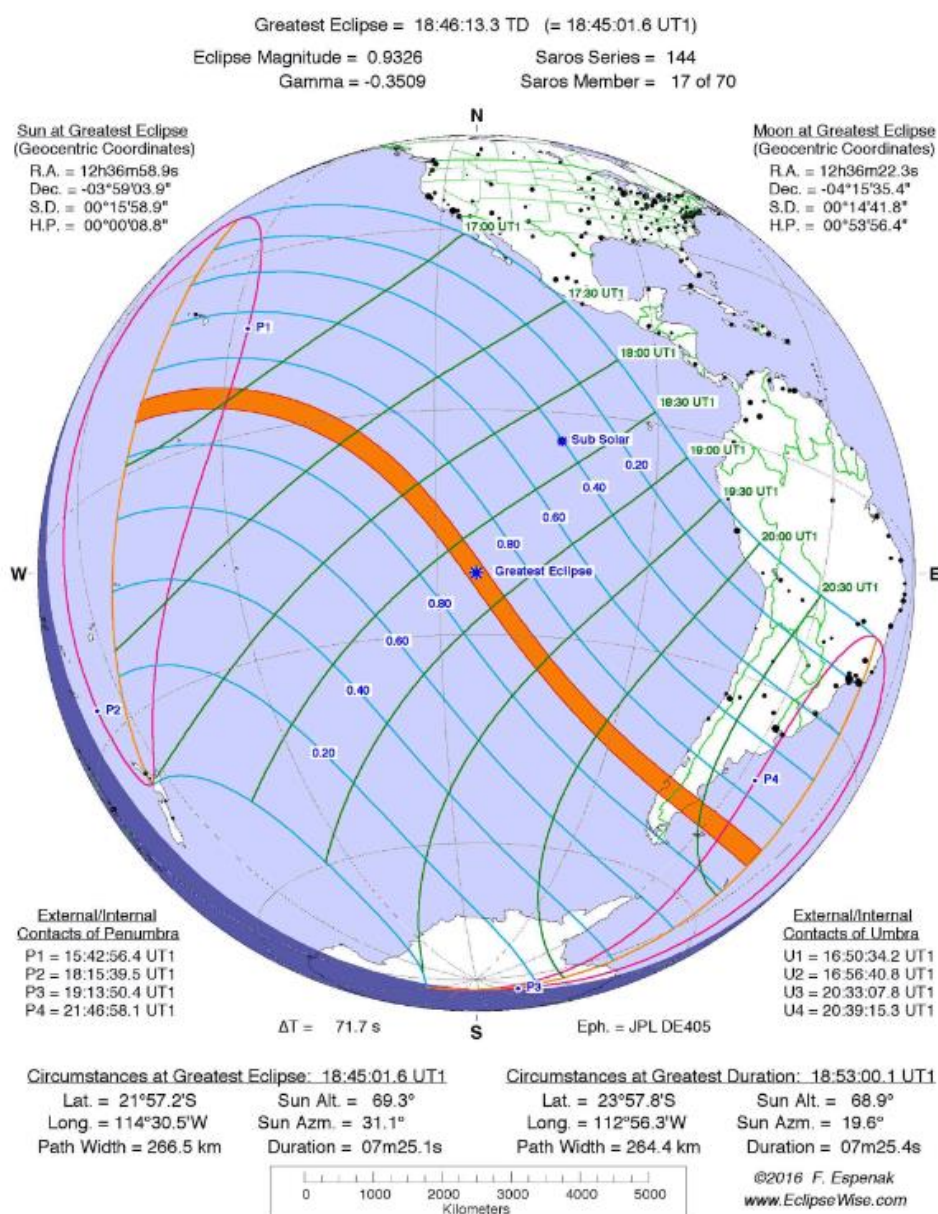 Greatest Eclipse = 18:46:13.3 TD (= 18:45:01.6 UT1)
Eclipse Magnitude = 0.9326
Saros Series = 144
Gamma = -0.3509
Saros Member = 17 of 70
N
Sun at Greatest Eclipse
(Geocentric Coordinates)
R.A. = 12h36m58.9s
Dec. = -03°59'03.9"
S.D. = 00°15'58.9"
H.P. = 00°00'08.8"
Moon at Greatest Eclipse
(Geocentric Coordinates)
R.A. = 12h36m22.3s
Dec. = -04°15'35.4"
S.D. = 00°14'41.8"
H.P. = 00°53'56.4"
17:00 UT1
17:30 UT1
P1
18:00 UT1
18:30 UT1
Sub Solar
19:00 UT1
0.20
0.40
19:30 UT1
0.60
20:00 UT1
0.80
W
Greatest Eclipse
E
20:30 UT1
0.80
0.60
0.40
P2
0.20
P4
P3
S
External/Internal
Contacts of Penumbra
P1 = 15:42:56.4 UT1
P2 = 18:15:39.5 UT1
P3 = 19:13:50.4 UT1
P4 = 21:46:58.1 UT1
External/Internal
Contacts of Umbra
U1 = 16:50:34.2 UT1
U2 = 16:56:40.8 UT1
U3 = 20:33:07.8 UT1
U4 = 20:39:15.3 UT1
ΔT = 71.7 s
Eph. = JPL DE405
Circumstances at Greatest Eclipse: 18:45:01.6 UT1
Lat. = 21°57.2'S
Sun Alt. = 69.3°
Long. = 114°30.5'W
Sun Azm. = 31.1°
Path Width = 266.5 km
Duration = 07m25.1s
Circumstances at Greatest Duration: 18:53:00.1 UT1
Lat. = 23°57.8'S
Sun Alt. = 68.9°
Long. = 112°56.3'W
Sun Azm. = 19.6°
Path Width = 264.4 km
Duration = 07m25.4s
0 1000 2000 3000 4000 5000
Kilometers
©2016 F. Espenak
www.EclipseWise.com